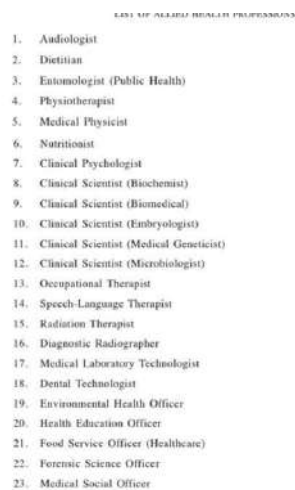 LIST OF ALLIED HEALTH PROFESSIONS
1. Audiologist
2. Dietitian
3. Entomologist (Public Health)
4. Physiotherapist
5. Medical Physicist
6. Nutritionist
7. Clinical Psychologist
8. Clinical Scientist (Biochemist)
9. Clinical Scientist (Biomedical)
10. Clinical Scientist (Embryologist)
11. Clinical Scientist (Medical Geneticist)
12. Clinical Scientist (Microbiologist)
13. Occupational Therapist
14. Speech-Language Therapist
15. Radiation Therapist
16. Diagnostic Radiographer
17. Medical Laboratory Technologist
18. Dental Technologist
19. Environmental Health Officer
20. Health Education Officer
21. Food Service Officer (Healthcare)
22. Forensic Science Officer
23. Medical Social Officer